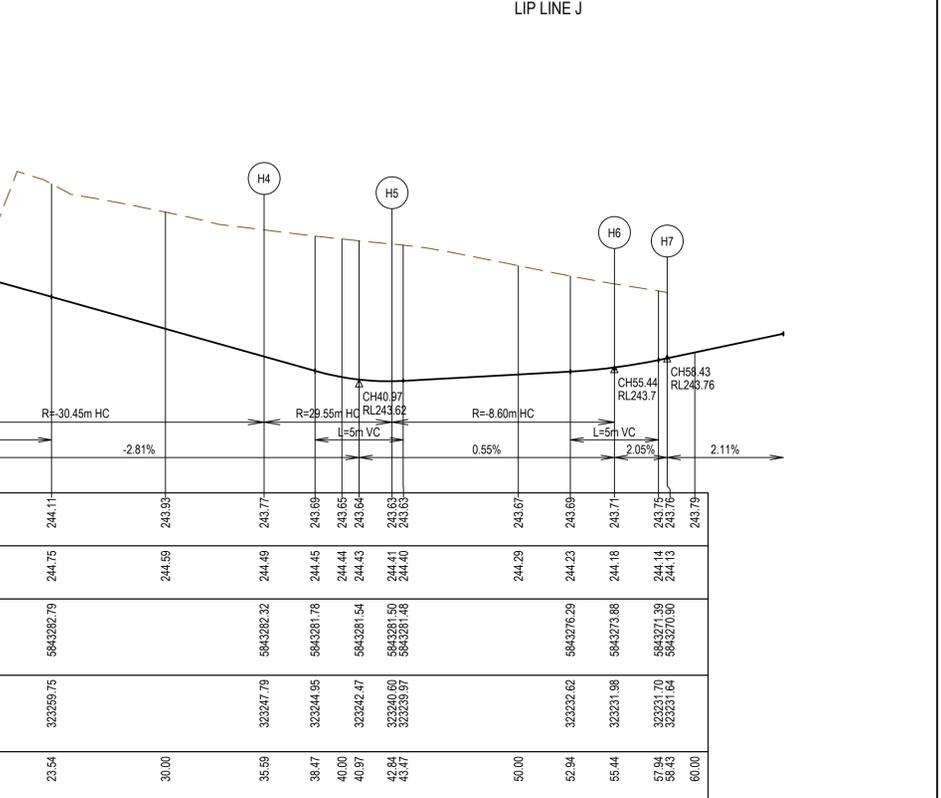 LIP LINE J
H4
H5
H6
H7
CH40.97
RL243.62
CH55.44
RL243.7
CH58.43
RL243.76
R=-30.45m HC
R=29.55m HC
R=-8.60m HC
L=5m VC
L=5m VC
-2.81%
0.55%
2.05%
2.11%
244.11 243.93 243.77 243.69 243.65 243.64 243.63 243.63 243.67 243.69 243.71 243.75 243.76 243.79
244.75 244.59 244.49 244.45 244.44 244.43 244.41 244.40 244.29 244.23 244.18 244.14 244.13
5843282.79 5843282.32 5843281.78 5843281.54 5843281.50 5843281.48 5843276.29 5843273.88 5843271.39 5843270.90
323259.75 323247.79 323244.95 323242.47 323240.60 323239.97 323232.62 323231.98 323231.70 323231.64
23.54 30.00 35.59 38.47 40.00 40.97 42.84 43.47 50.00 52.94 55.44 57.94 58.43 60.00